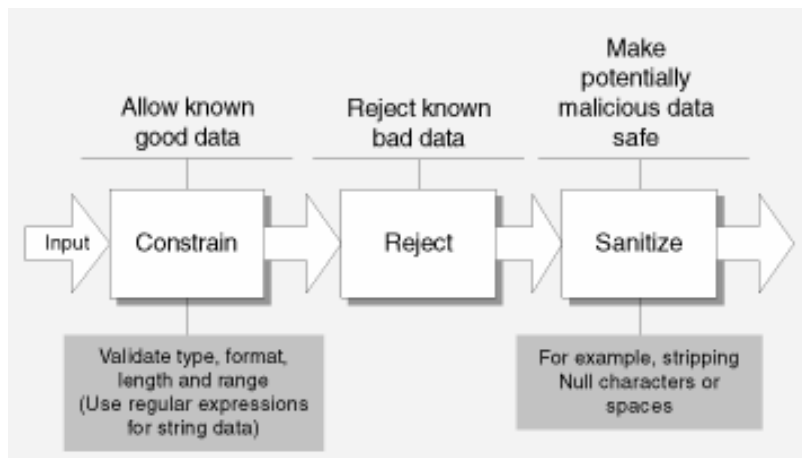 Allow known
good data
Reject known
bad data
Make
potentially
malicious data
safe
Input
Constrain
Reject
Sanitize
Validate type, format,
length and range
(Use regular expressions
for string data)
For example, stripping
Null characters or
spaces